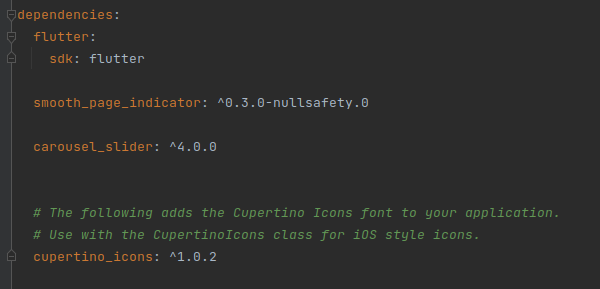 dependencies:
flutter:
sdk: flutter
smooth_page_indicator: ^0.3.0-nullsafety.0
carousel_slider: ^4.0.0
# The following adds the Cupertino Icons font to your application.
# Use with the CupertinoIcons class for iOS style icons.
cupertino_icons: ^1.0.2